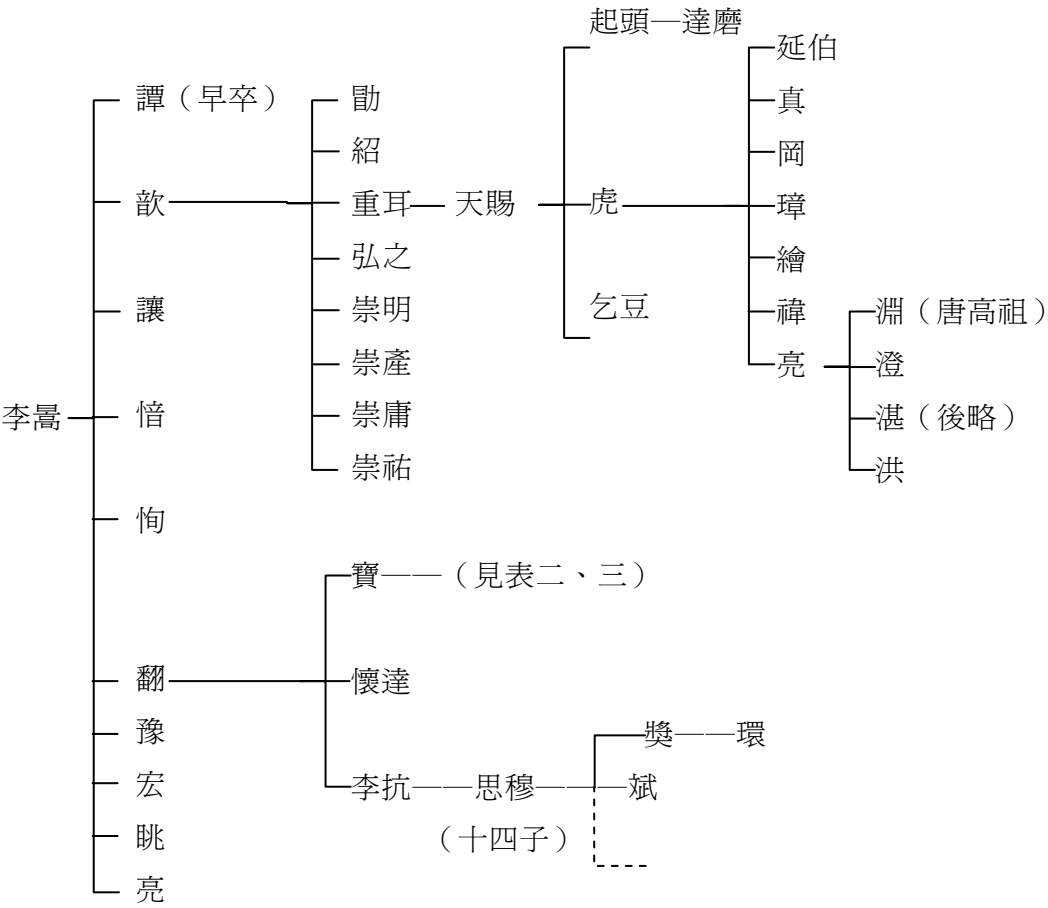 起頭—達磨
延伯
譚（早卒）
勖
真
紹
岡
歆
重耳
天賜
虎
璋
弘之
繪
讓
崇明
乞豆
禕
淵（唐高祖）
崇產
亮
澄
李暠
愔
崇庸
湛（後略）
崇祐
洪
恂
寶——（見表二、三）
翻
懷達
豫
獎——環
宏
李抗——思穆———斌
眺
（十四子）
亮